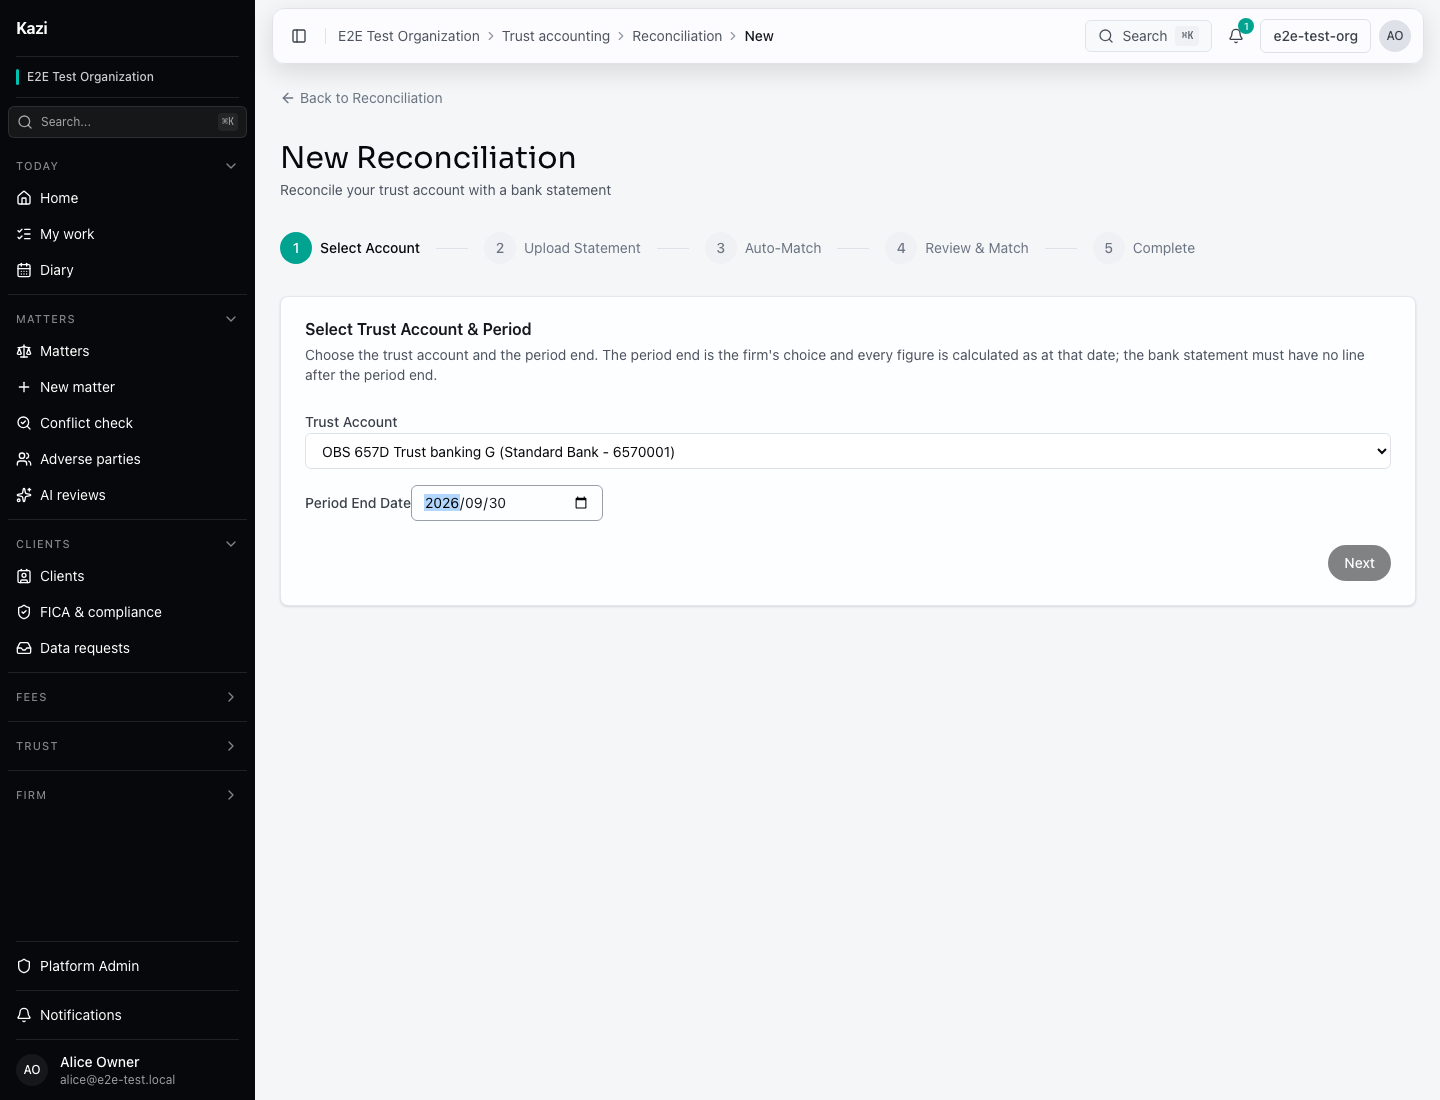 Kazi
E2E Test Organization
Search...
⌘K
TODAY
Home
My work
Diary
MATTERS
Matters
New matter
Conflict check
Adverse parties
AI reviews
CLIENTS
Clients
FICA & compliance
Data requests
FEES
TRUST
FIRM
Platform Admin
Notifications
AO
Alice Owner
alice@e2e-test.local
E2E Test Organization > Trust accounting > Reconciliation > New
Search ⌘K
1
e2e-test-org
AO
Back to Reconciliation
New Reconciliation
Reconcile your trust account with a bank statement
1 Select Account
2 Upload Statement
3 Auto-Match
4 Review & Match
5 Complete
Select Trust Account & Period
Choose the trust account and the period end. The period end is the firm's choice and every figure is calculated as at that date; the bank statement must have no line
after the period end.
Trust Account
OBS 657D Trust banking G (Standard Bank - 6570001)
Period End Date 2026/09/30
Next